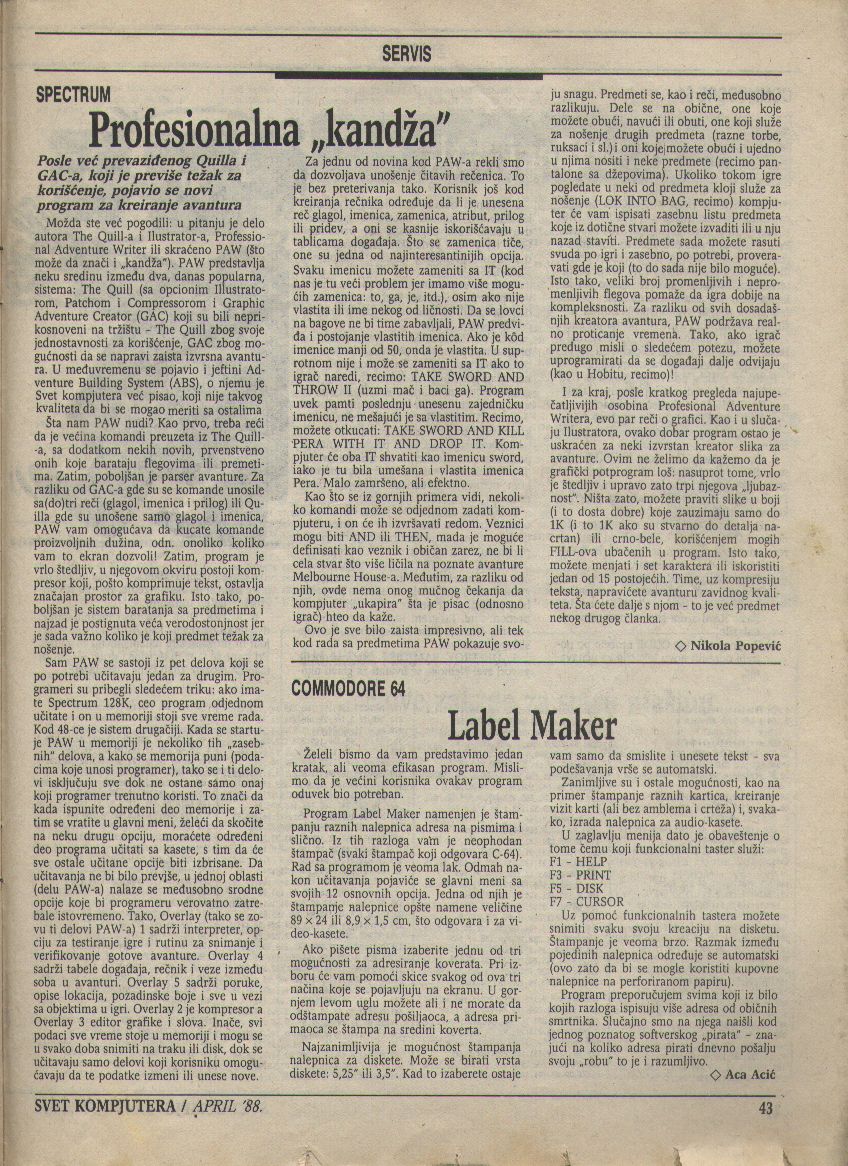 SERVIS
SPECTRUM
Profesionalna „kandža”
Posle već prevaziđenog Quilla i
GAC-a, koji je previše težak za
korišćenje, pojavio se novi
program za kreiranje avantura
Možda ste već pogodili: u pitanju je delo
autora The Quill-a i Ilustrator-a, Professio-
nal Adventure Writer ili skraćeno PAW (što
može da znači i „kandža”). PAW predstavlja
neku sredinu između dva, danas popularna,
sistema: The Quill (sa opcionim Illustrato-
rom, Patchom i Compressorom i Graphic
Adventure Creator (GAC) koji su bili nepri-
kosnoveni na tržištu – The Quill zbog svoje
jednostavnosti za korišćenje, GAC zbog mo-
gućnosti da se napravi zaista izvrsna avantu-
ra. U međuvremenu se pojavio i jeftini Ad-
venture Building System (ABS), o njemu je
Svet kompjutera već pisao, koji nije takvog
kvaliteta da bi se mogao meriti sa ostalima
Šta nam PAW nudi? Kao prvo, treba reći
da je većina komandi preuzeta iz The Quill-
-a, sa dodatkom nekih novih, prvenstveno
onih koje barataju flegovima ili premeti-
ma. Zatim, poboljšan je parser avanture. Za
razliku od GAC-a gde su se komande unosile
sa(do)tri reči (glagol, imenica i prilog) ili Qu-
illa gde su unošene samo glagol i imenica,
PAW vam omogućava da kucate komande
proizvoljnih dužina, odn. onoliko koliko
vam to ekran dozvoli! Zatim, program je
vrlo štedljiv, u njegovom okviru postoji kom-
presor koji, pošto komprimuje tekst, ostavlja
značajan prostor za grafiku. Isto tako, po-
boljšan je sistem baratanja sa predmetima i
najzad je postignuta veća verodostonjnost jer
je sada važno koliko je koji predmet težak za
nošenje.
Sam PAW se sastoji iz pet delova koji se
po potrebi učitavaju jedan za drugim. Pro-
grameri su pribegli sledećem triku: ako ima-
te Spectrum 128K, ceo program odjednom
učitate i on u memoriji stoji sve vreme rada.
Kod 48-ce je sistem drugačiji. Kada se startu-
je PAW u memoriji je nekoliko tih „zaseb-
nih” delova, a kako se memorija puni (poda-
cima koje unosi programer), tako se i ti delo-
vi isključuju sve dok ne ostane samo onaj
koji programer trenutno koristi. To znači da
kada ispunite određeni deo memorije i za-
tim se vratite u glavni meni, želeći da skočite
na neku drugu opciju, moraćete određeni
deo programa učitati sa kasete, s tim da će
sve ostale učitane opcije biti izbrisane. Da
učitavanja ne bi bilo previše, u jednoj oblasti
(delu PAW-a) nalaze se međusobno srodne
opcije koje bi programeru verovatno zatre-
bale istovremeno. Tako, Overlay (tako se zo-
vu ti delovi PAW-a) 1 sadrži interpreter, op-
ciju za testiranje igre i rutinu za snimanje i
verifikovanje gotove avanture. Overlay 4
sadrži tabele događaja, rečnik i veze između
soba u avanturi. Overlay 5 sadrži poruke,
opise lokacija, pozadinske boje i sve u vezi
sa objektima u igri. Overlay 2 je kompresor a
Overlay 3 editor grafike i slova. Inače, svi
podaci sve vreme stoje u memoriji i mogu se
u svako doba snimiti na traku ili disk, dok se
učitavaju samo delovi koji korisniku omogu-
ćavaju da te podatke izmeni ili unese nove.
Za jednu od novina kod PAW-a rekli smo
da dozvoljava unošenje čitavih rečenica. To
je bez preterivanja tako. Korisnik još kod
kreiranja rečnika određuje da li je unesena
reč glagol, imenica, zamenica, atribut, prilog
ili pridev, a oni se kasnije iskorišćavaju u
tablicama događaja. Što se zamenica tiče,
one su jedna od najinteresantinijih opcija.
Svaku imenicu možete zameniti sa IT (kod
nas je tu veći problem jer imamo više mogu-
ćih zamenica: to, ga, je, itd.), osim ako nije
vlastita ili ime nekog od ličnosti. Da se lovci
na bagove ne bi time zabavljali, PAW predvi-
đa i postojanje vlastitih imenica. Ako je kôd
imenice manji od 50, onda je vlastita. U sup-
rotnom nije i može se zameniti sa IT ako to
igrač naredi, recimo: TAKE SWORD AND
THROW II (uzmi mač i baci ga). Program
uvek pamti poslednju unesenu zajedničku
imenicu, ne mešajući je sa vlastitim. Recimo,
možete otkucati: TAKE SWORD AND KILL
PERA WITH IT AND DROP IT. Kom-
pjuter će oba IT shvatiti kao imenicu sword,
iako je tu bila umešana i vlastita imenica
Pera. Malo zamršeno, ali efektno.
Kao što se iz gornjih primera vidi, nekoli-
ko komandi može se odjednom zadati kom-
pjuteru, i on će ih izvršavati redom. Veznici
mogu biti AND ili THEN, mada je moguće
definisati kao veznik i običan zarez, ne bi li
cela stvar što više ličila na poznate avanture
Melbourne House-a. Međutim, za razliku od
njih, ovde nema onog mučnog čekanja da
kompjuter „ukapira” šta je pisac (odnosno
igrač) hteo da kaže.
Ovo je sve bilo zaista impresivno, ali tek
kod rada sa predmetima PAW pokazuje svo-
ju snagu. Predmeti se, kao i reči, međusobno
razlikuju. Dele se na obične, one koje
možete obući, navući ili obuti, one koji služe
za nošenje drugih predmeta (razne torbe,
ruksaci i sl.) i oni koje možete obući i ujedno
u njima nositi i neke predmete (recimo pan-
talone sa džepovima). Ukoliko tokom igre
pogledate u neki od predmeta kloji služe za
nošenje (LOK INTO BAG, recimo) kompju-
ter će vam ispisati zasebnu listu predmeta
koje iz dotične stvari možete izvaditi ili u nju
nazad staviti. Predmete sada možete rasuti
svuda po igri i zasebno, po potrebi, provera-
vati gde je koji (to do sada nije bilo moguće).
Isto tako, veliki broj promenljivih i nepro-
menljivih flegova pomaže da igra dobije na
kompleksnosti. Za razliku od svih dosadaš-
njih kreatora avantura, PAW podržava real-
no proticanje vremena. Tako, ako igrač
predugo misli o sledećem potezu, možete
uprogramirati da se događaji dalje odvijaju
(kao u Hobitu, recimo)!
I za kraj, posle kratkog pregleda najupe-
čatljivijih osobina Profesional Adventure
Writera, evo par reči o grafici. Kao i u sluča-
ju Ilustratora, ovako dobar program ostao je
uskraćen za neki izvrstan kreator slika za
avanture. Ovim ne želimo da kažemo da je
grafički potprogram loš: nasuprot tome, vrlo
je štedljiv i upravo zato trpi njegova „ljubaz-
nost”. Ništa zato, možete praviti slike u boji
(i to dosta dobre) koje zauzimaju samo do
1K (i to 1K ako su stvarno do detalja na-
crtan) ili crno-bele, korišćenjem mogih
FILL-ova ubačenih u program. Isto tako,
možete menjati i set karaktera ili iskoristiti
jedan od 15 postojećih. Time, uz kompresiju
teksta, napravićete avanturu zavidnog kvali-
teta. Šta ćete dalje s njom – to je već predmet
nekog drugog članka.
◇ Nikola Popević
COMMODORE 64
Label Maker
Želeli bismo da vam predstavimo jedan
kratak, ali veoma efikasan program. Misli-
mo da je većini korisnika ovakav program
oduvek bio potreban.
Program Label Maker namenjen je štam-
panju raznih nalepnica adresa na pismima i
slično. Iz tih razloga vam je neophodan
štampač (svaki štampač koji odgovara C-64).
Rad sa programom je veoma lak. Odmah na-
kon učitavanja pojaviće se glavni meni sa
svojih 12 osnovnih opcija. Jedna od njih je
štampanje nalepnice opšte namene veličine
89 × 24 ili 8,9 × 1,5 cm, što odgovara i za vi-
deo-kasete.
Ako pišete pisma izaberite jednu od tri
mogućnosti za adresiranje koverata. Pri iz-
boru će vam pomoći skice svakog od ova tri
načina koje se pojavljuju na ekranu. U gor-
njem levom uglu možete ali i ne morate da
odštampate adresu pošiljaoca, a adresa pri-
maoca se štampa na sredini koverta.
Najzanimljivija je mogućnost štampanja
nalepnica za diskete. Može se birati vrsta
diskete: 5,25” ili 3,5”. Kad to izaberete ostaje
vam samo da smislite i unesete tekst – sva
podešavanja vrše se automatski.
Zanimljive su i ostale mogućnosti, kao na
primer štampanje raznih kartica, kreiranje
vizit karti (ali bez amblema i crteža) i, svaka-
ko, izrada nalepnica za audio-kasete.
U zaglavlju menija dato je obaveštenje o
tome čemu koji funkcionalni taster služi:
F1 - HELP
F3 - PRINT
F5 - DISK
F7 - CURSOR
Uz pomoć funkcionalnih tastera možete
snimiti svaku svoju kreaciju na disketu.
Štampanje je veoma brzo. Razmak između
pojedinih nalepnica određuje se automatski
(ovo zato da bi se mogle koristiti kupovne
nalepnice na perforiranom papiru).
Program preporučujem svima koji iz bilo
kojih razloga ispisuju više adresa od običnih
smrtnika. Slučajno smo na njega naišli kod
jednog poznatog softverskog „pirata” – zna-
jući na koliko adresa pirati dnevno pošalju
svoju „robu” to je i razumljivo.
◇ Aca Acić
SVET KOMPJUTERA / APRIL '88.
43